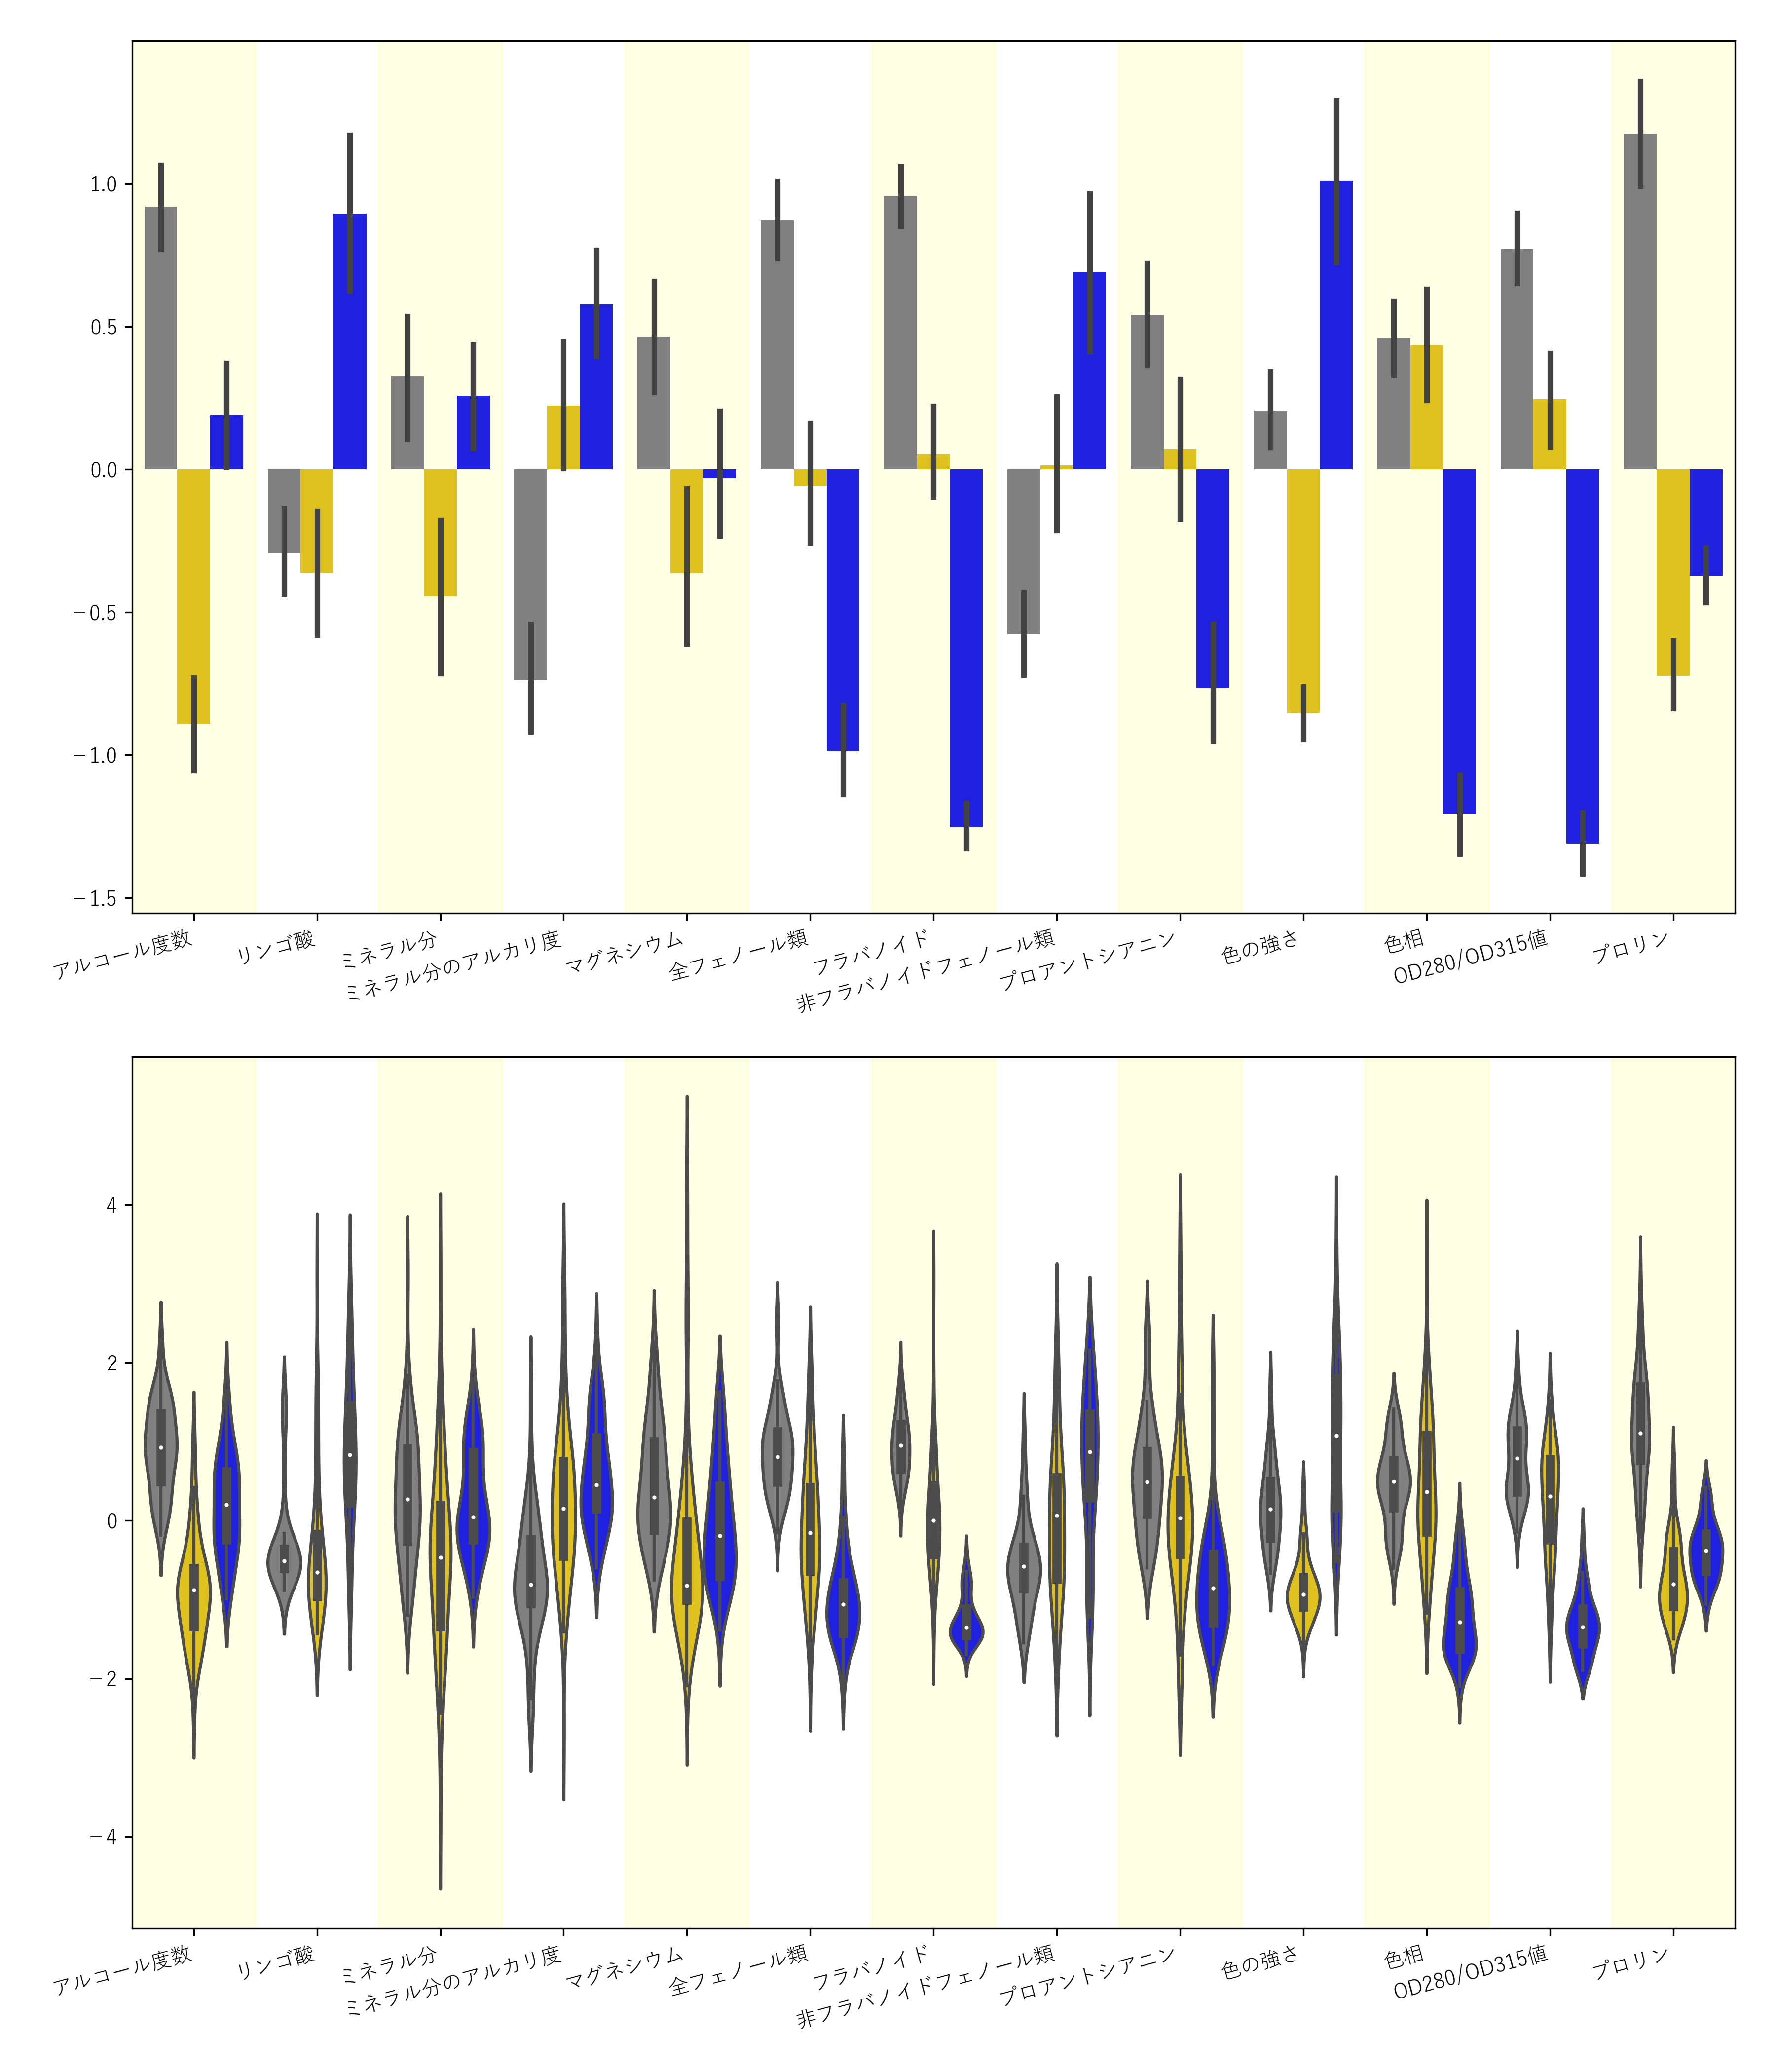 1.0
0.5
0.0
−0.5
−1.0
−1.5
アルコール度数
リンゴ酸
ミネラル分
ミネラル分のアルカリ度
マグネシウム
全フェノール類
フラバノイド
非フラバノイドフェノール類
プロアントシアニン
色の強さ
色相
OD280/OD315値
プロリン
4
2
0
−2
−4
アルコール度数
リンゴ酸
ミネラル分
ミネラル分のアルカリ度
マグネシウム
全フェノール類
フラバノイド
非フラバノイドフェノール類
プロアントシアニン
色の強さ
色相
OD280/OD315値
プロリン